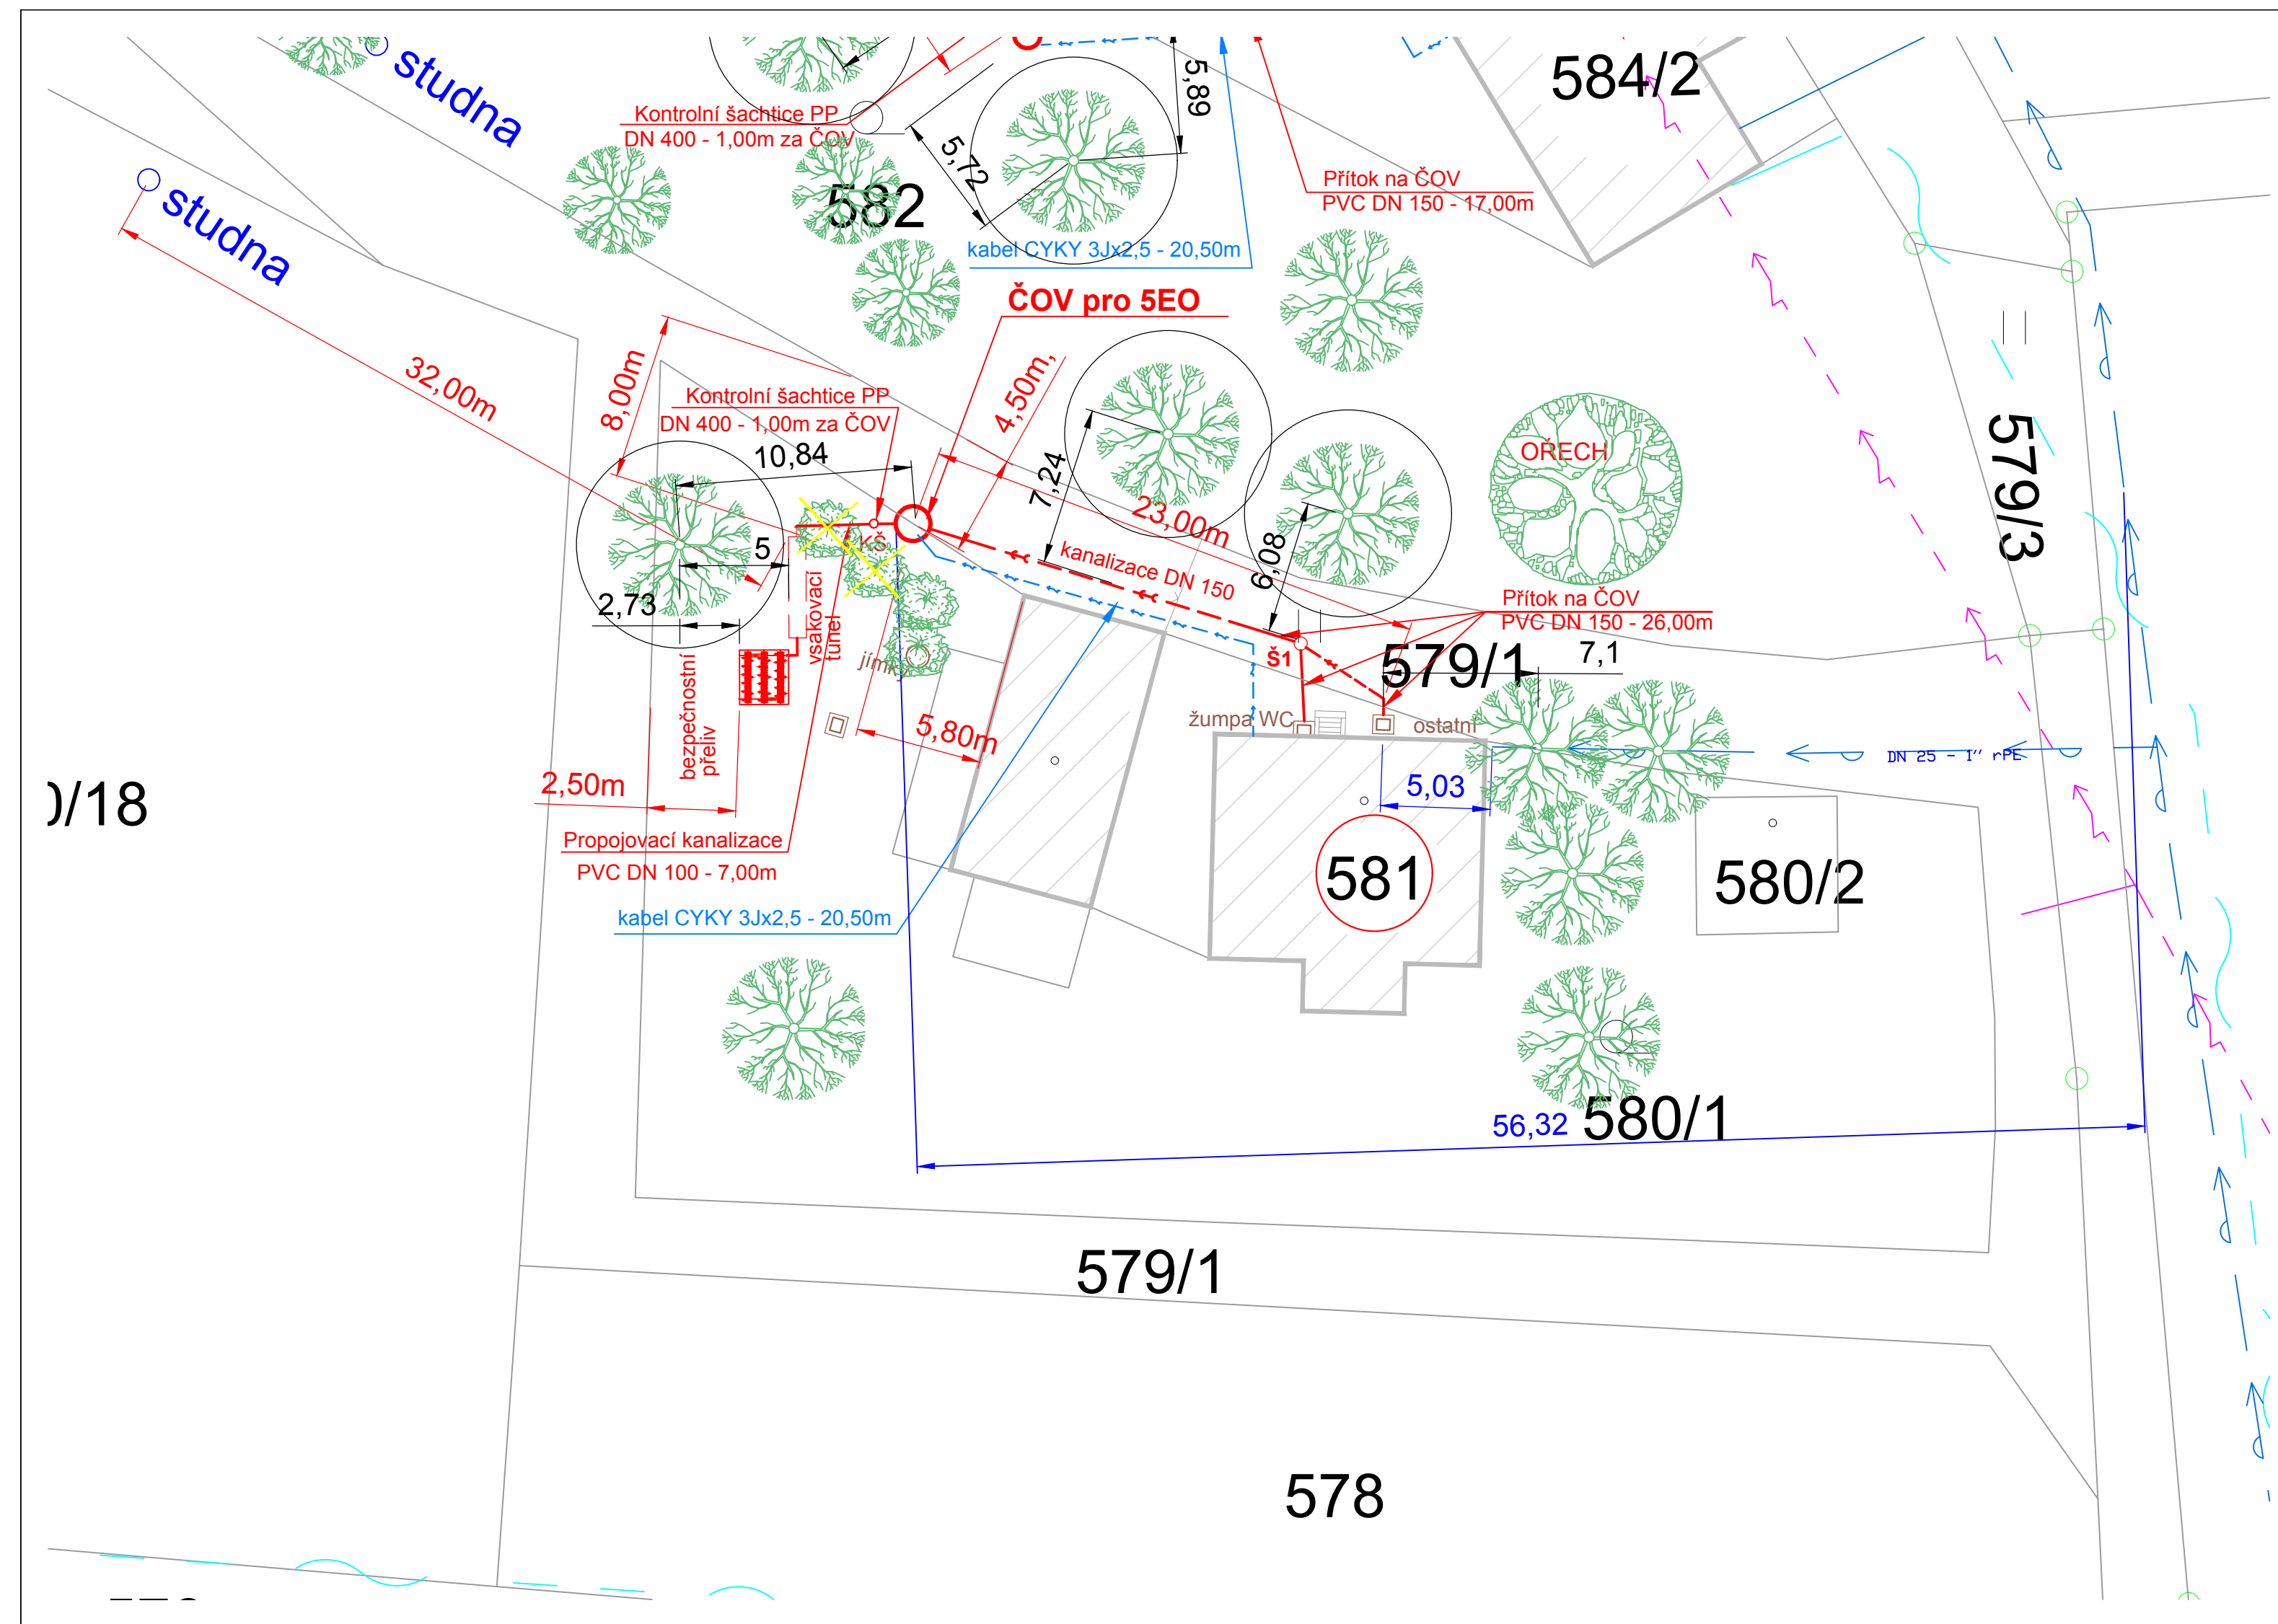 studna
584/2
5,89
Kontrolní šachtice PP
DN 400 - 1,00m za ČOV
5,72
582
Přítok na ČOV
PVC DN 150 - 17,00m
studna
kabel CYKY 3Jx2,5 - 20,50m
ČOV pro 5EO
32,00m
8,00m
Kontrolní šachtice PP
DN 400 - 1,00m za ČOV
4,50m,
10,84
7,24
OŘECH
579/3
23,00m
KŠ
5
kanalizace DN 150
6,08
2,73
vsakovací
tunel
Přítok na ČOV
PVC DN 150 - 26,00m
Š1
579/1
7,1
jímka
bezpečnostní
přeliv
žumpa WC
ostatní
5,80m
DN 25 - 1'' rPE
2,50m
5,03
)/18
Propojovací kanalizace
PVC DN 100 - 7,00m
581
580/2
kabel CYKY 3Jx2,5 - 20,50m
56,32
580/1
579/1
578